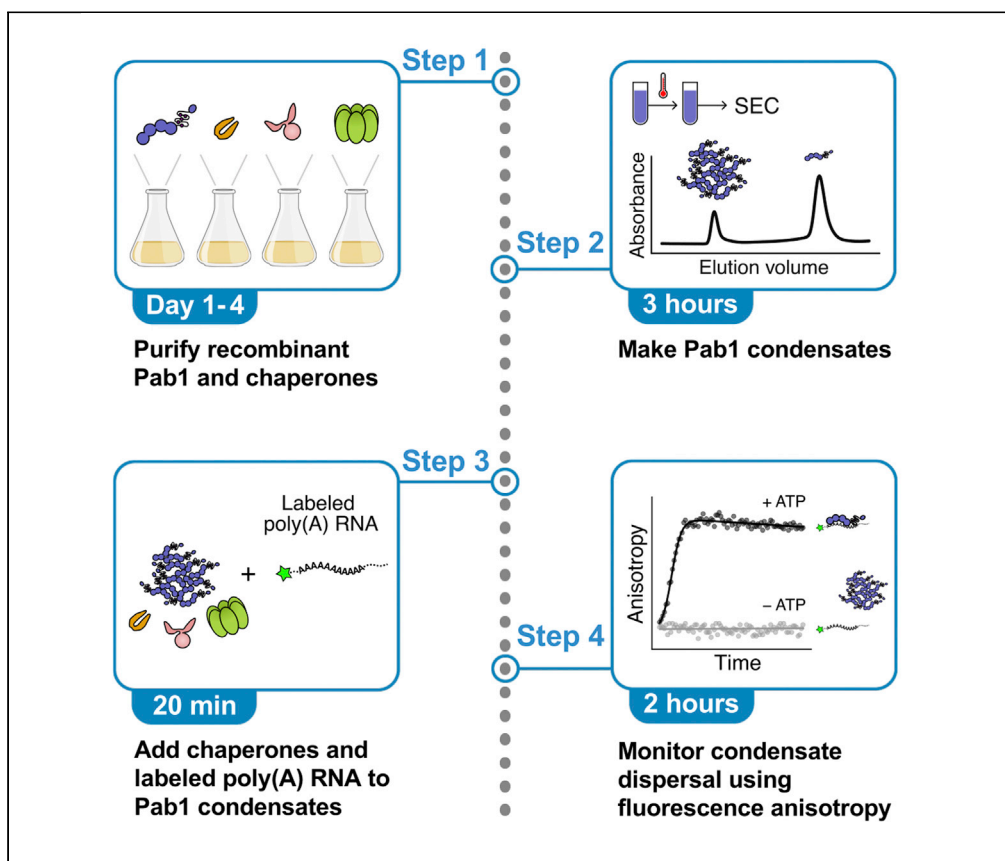 Step 1
Day 1-4
Purify recombinant
Pab1 and chaperones
SEC
Absorbance
Elution volume
Step 2
3 hours
Make Pab1 condensates
Step 3
Labeled
poly(A) RNA
+
20 min
Add chaperones and
labeled poly(A) RNA to
Pab1 condensates
+ ATP
Anisotropy
– ATP
Time
Step 4
2 hours
Monitor condensate
dispersal using
fluorescence anisotropy